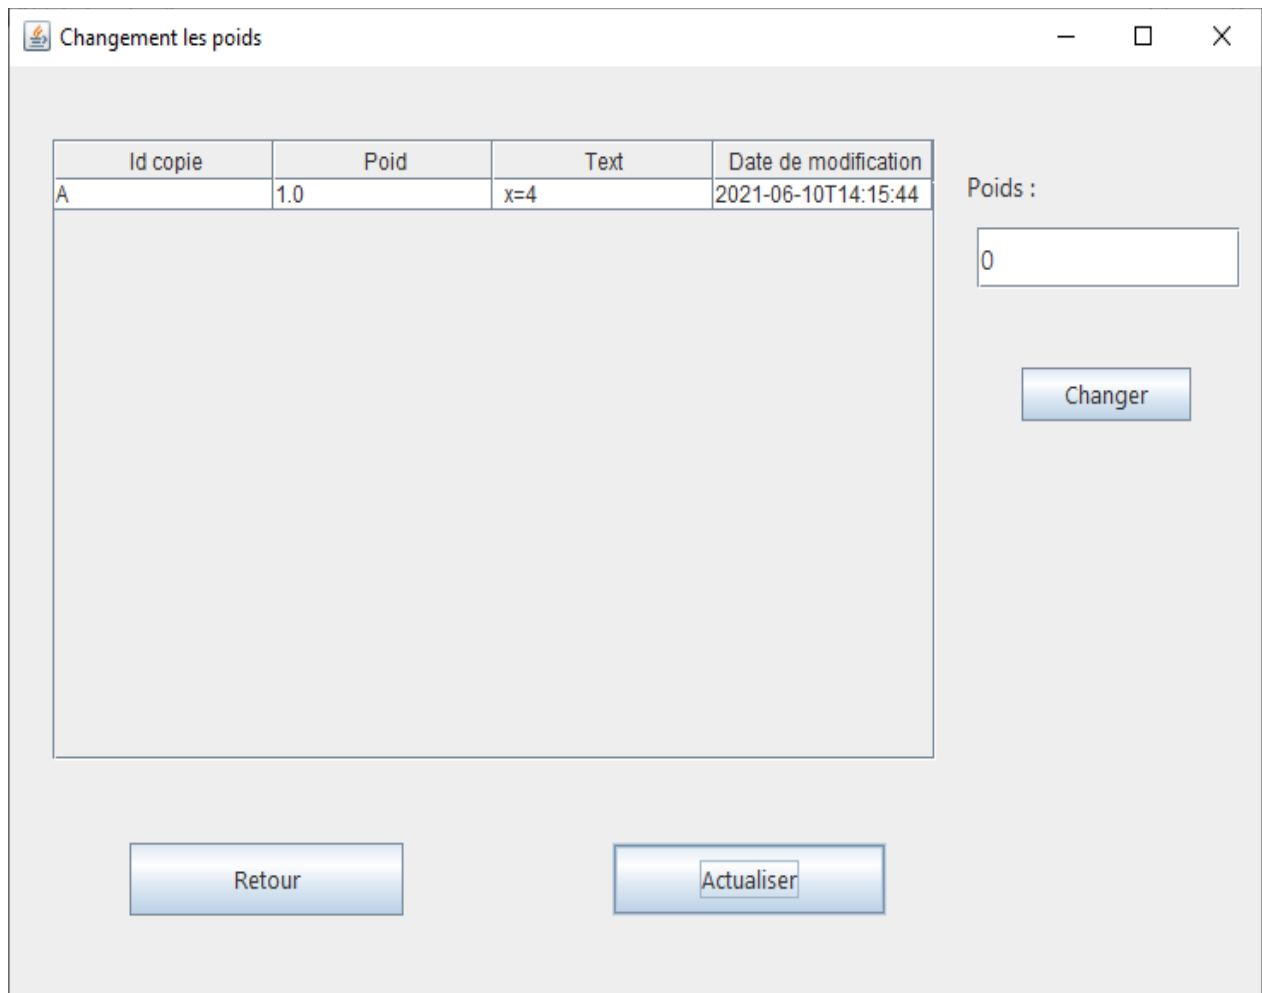 Changement les poids
Id copie Poid Text Date de modification
A 1.0 x=4 2021-06-10T14:15:44
Poids :
0
Changer
Retour Actualiser